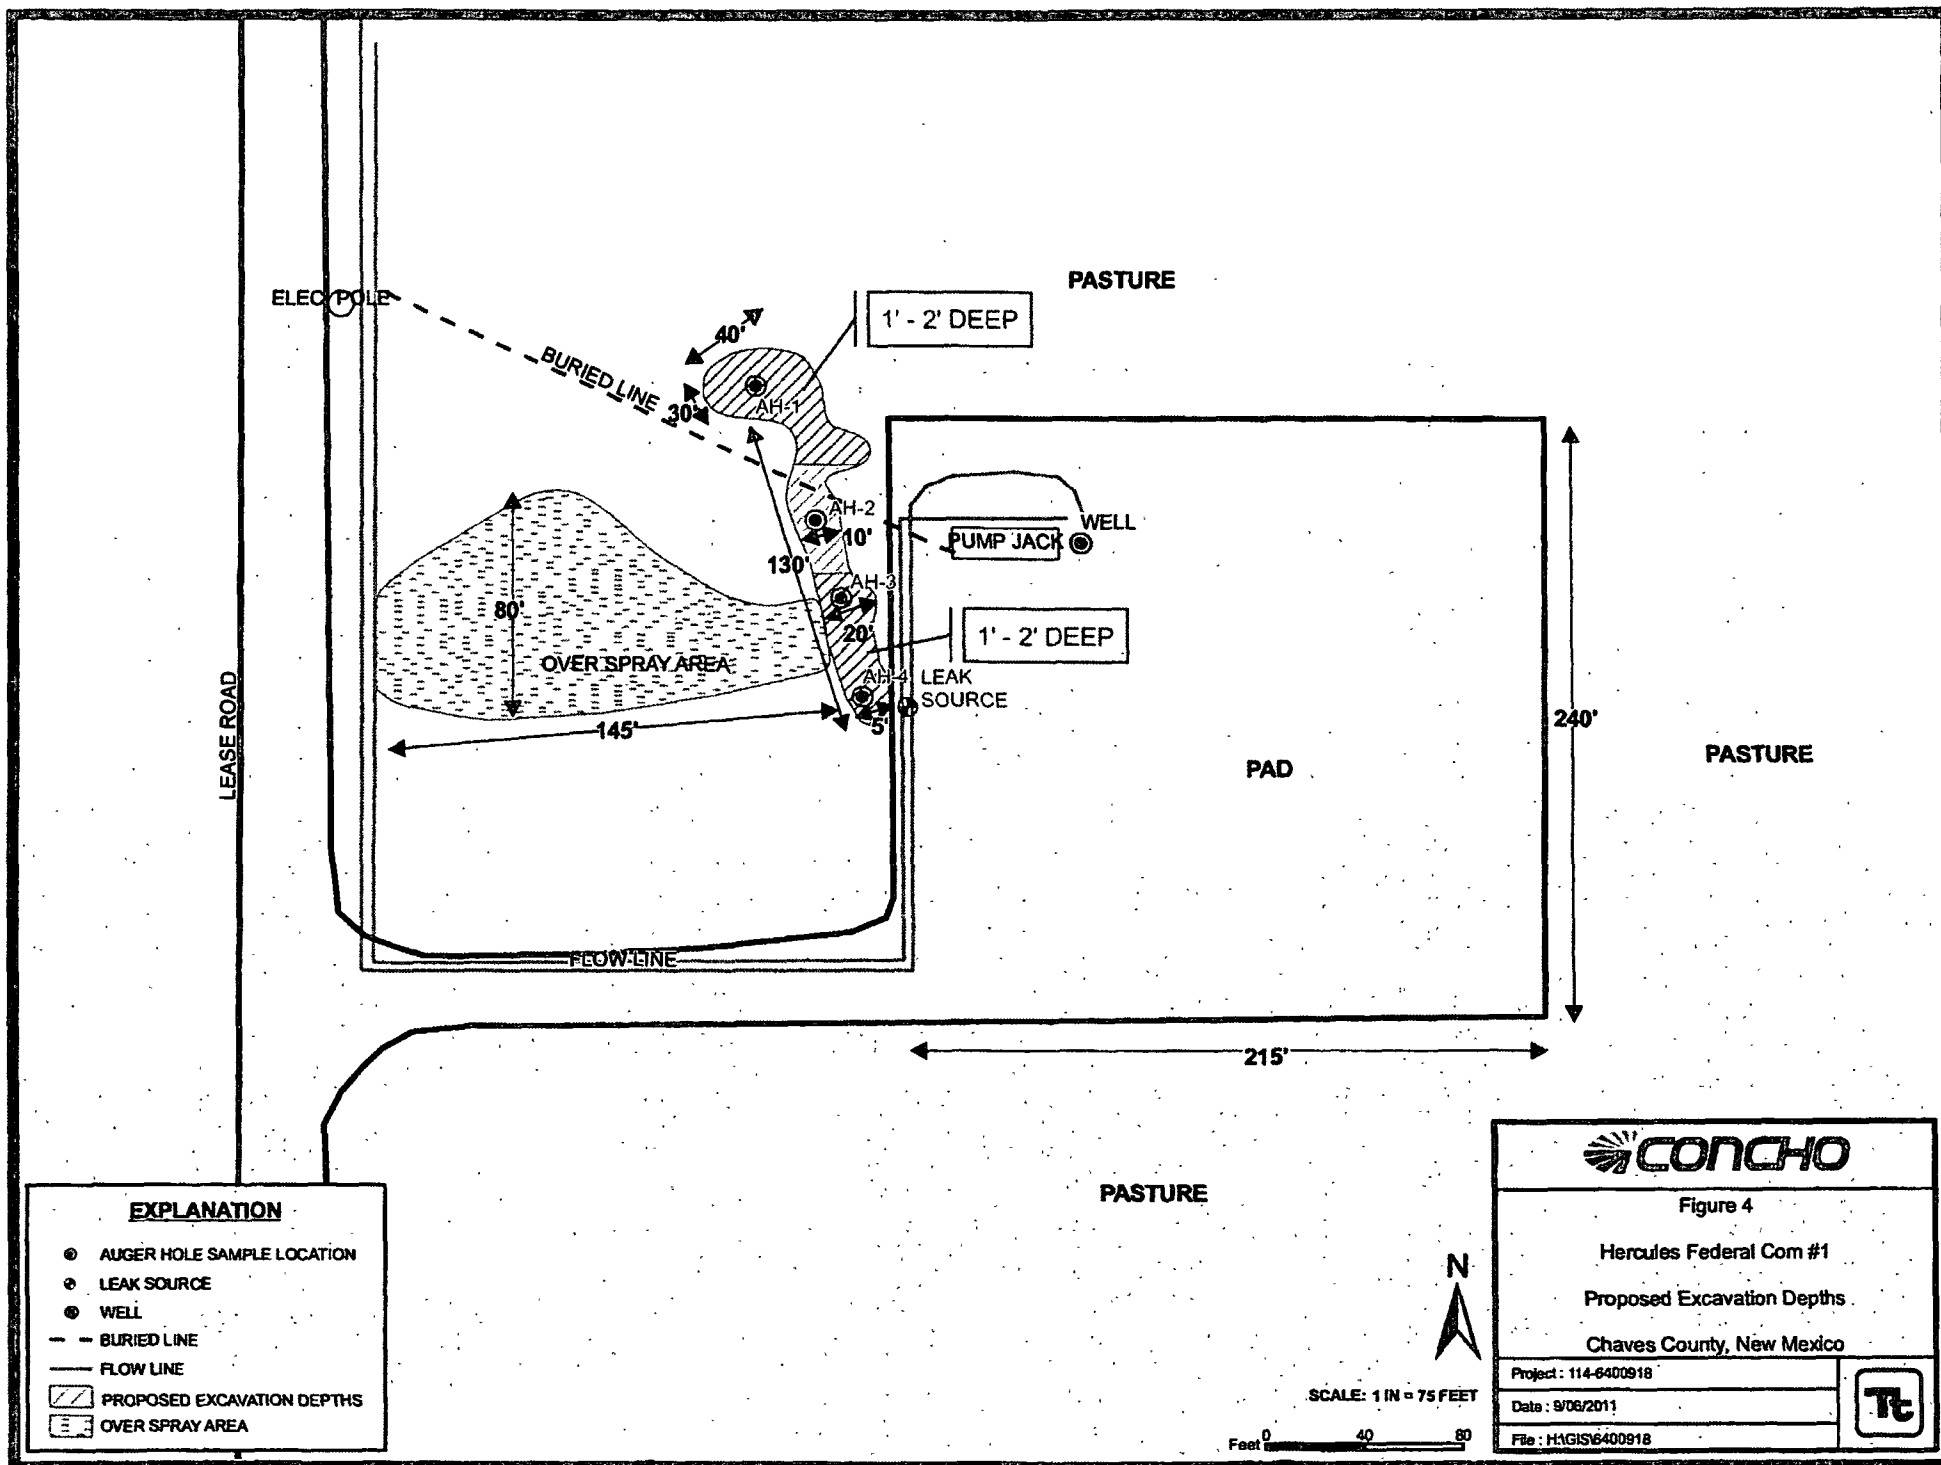 PASTURE
ELEC POLE
40'
1' - 2' DEEP
BURIED LINE
30'
AH-1
AH-2
WELL
10'
PUMP JACK
130'
AH-3
80'
20'
1' - 2' DEEP
OVER SPRAY AREA
AH-4
LEAK
SOURCE
LEASE ROAD
5'
145'
240'
PAD
PASTURE
FLOW LINE
215'
PASTURE
EXPLANATION
AUGER HOLE SAMPLE LOCATION
LEAK SOURCE
WELL
BURIED LINE
FLOW LINE
PROPOSED EXCAVATION DEPTHS
OVER SPRAY AREA
N
SCALE: 1 IN = 75 FEET
Feet 0 40 80
CONCHO
Figure 4
Hercules Federal Com #1
Proposed Excavation Depths
Chaves County, New Mexico
Project : 114-6400918
Date : 9/06/2011
File : H:\GIS\6400918
Tt